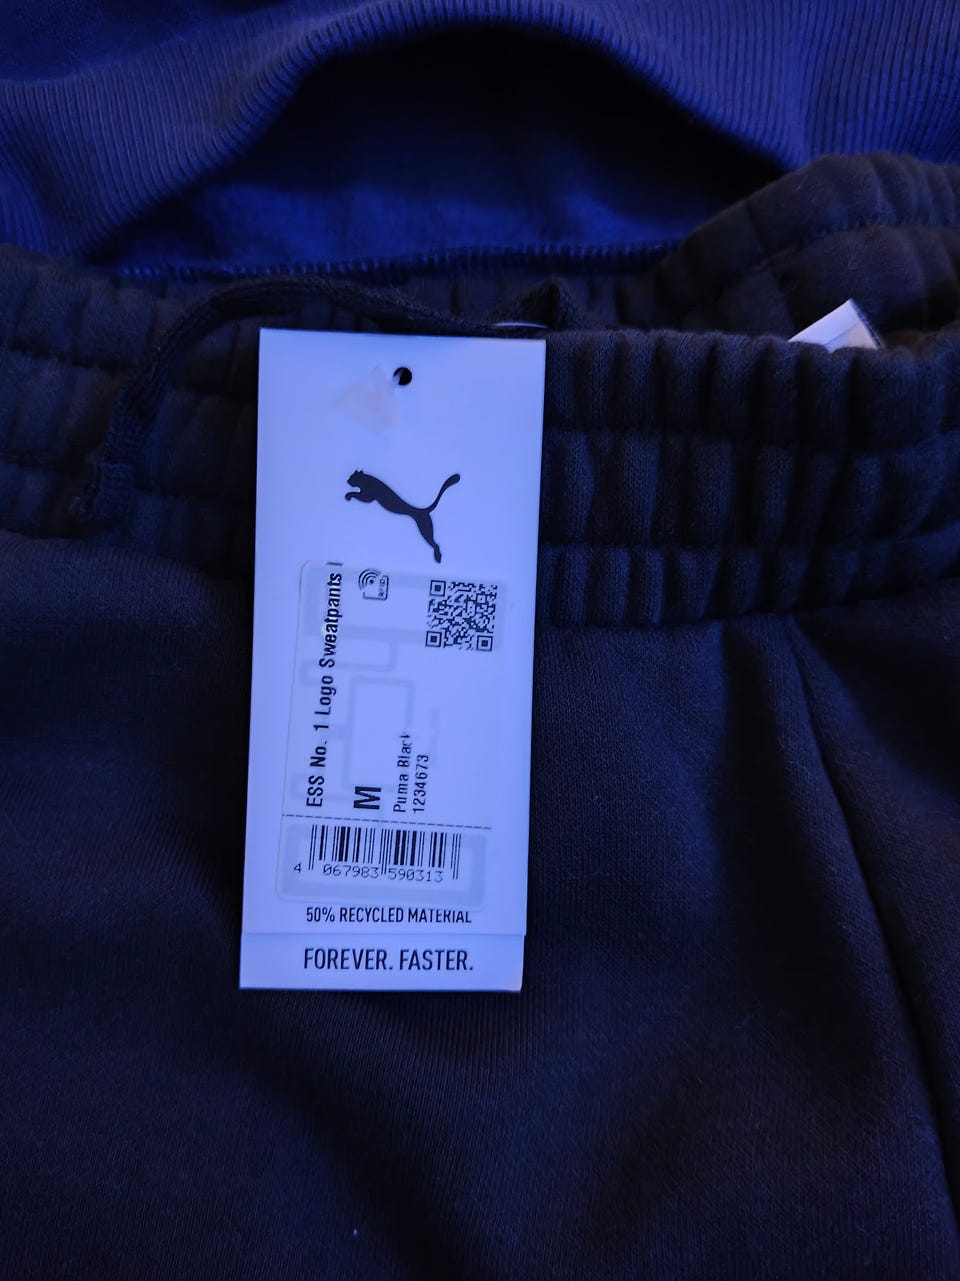 ESS No. 1 Logo Sweatpants
M
Puma Black
1234673
4 067983 590313
50% RECYCLED MATERIAL
FOREVER. FASTER.